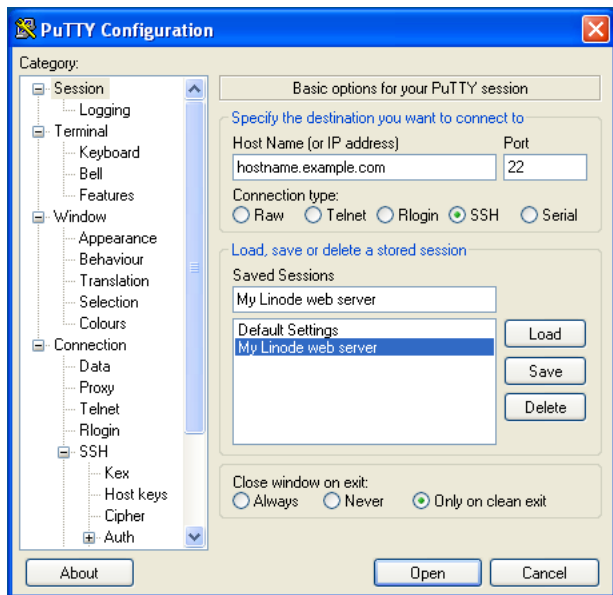 PuTTY Configuration
Category:
Session
Logging
Terminal
Keyboard
Bell
Features
Window
Appearance
Behaviour
Translation
Selection
Colours
Connection
Data
Proxy
Telnet
Rlogin
SSH
Kex
Host keys
Cipher
Auth
Basic options for your PuTTY session
Specify the destination you want to connect to
Host Name (or IP address) Port
hostname.example.com 22
Connection type:
Raw Telnet Rlogin SSH Serial
Load, save or delete a stored session
Saved Sessions
My Linode web server
Default Settings
My Linode web server
Load
Save
Delete
Close window on exit:
Always Never Only on clean exit
About Open Cancel